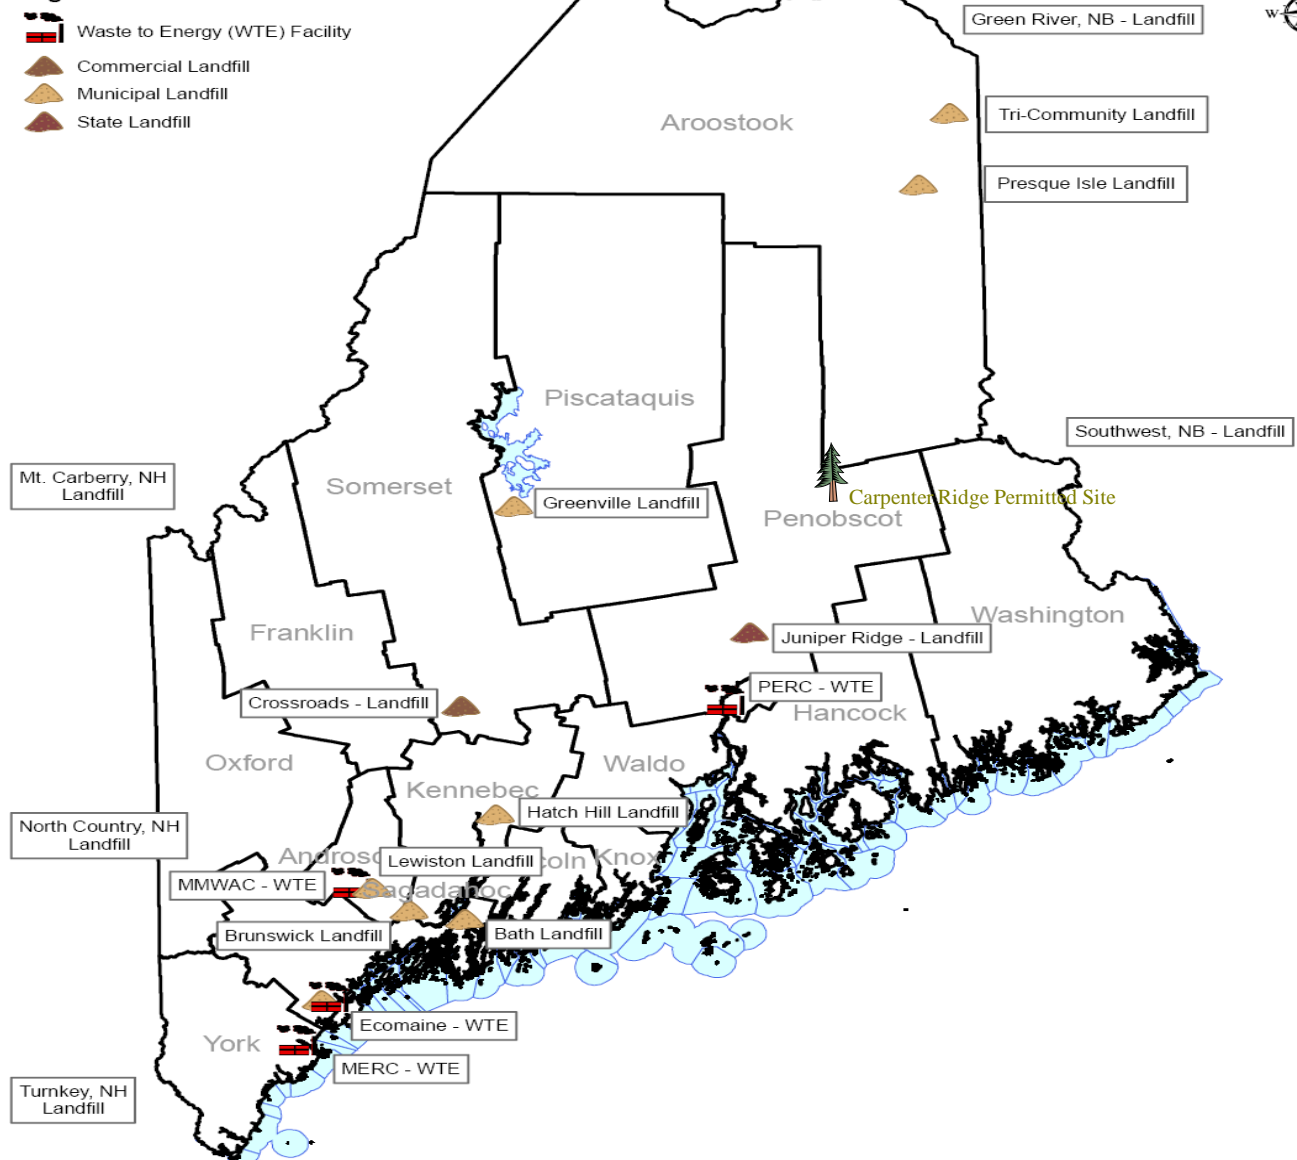 Waste to Energy (WTE) Facility
Commercial Landfill
Municipal Landfill
State Landfill
Green River, NB - Landfill
W
Aroostook
Tri-Community Landfill
Presque Isle Landfill
Piscataquis
Southwest, NB - Landfill
Mt. Carberry, NH
Landfill
Somerset
Greenville Landfill
Carpenter Ridge Permitted Site
Penobscot
Franklin
Washington
Juniper Ridge - Landfill
PERC - WTE
Crossroads - Landfill
Hancock
Oxford
Waldo
Kennebec
Hatch Hill Landfill
North Country, NH
Landfill
Lewiston Landfill
Knox
MMWAC - WTE
Sagadahoc
Brunswick Landfill
Bath Landfill
Ecomaine - WTE
York
MERC - WTE
Turnkey, NH
Landfill